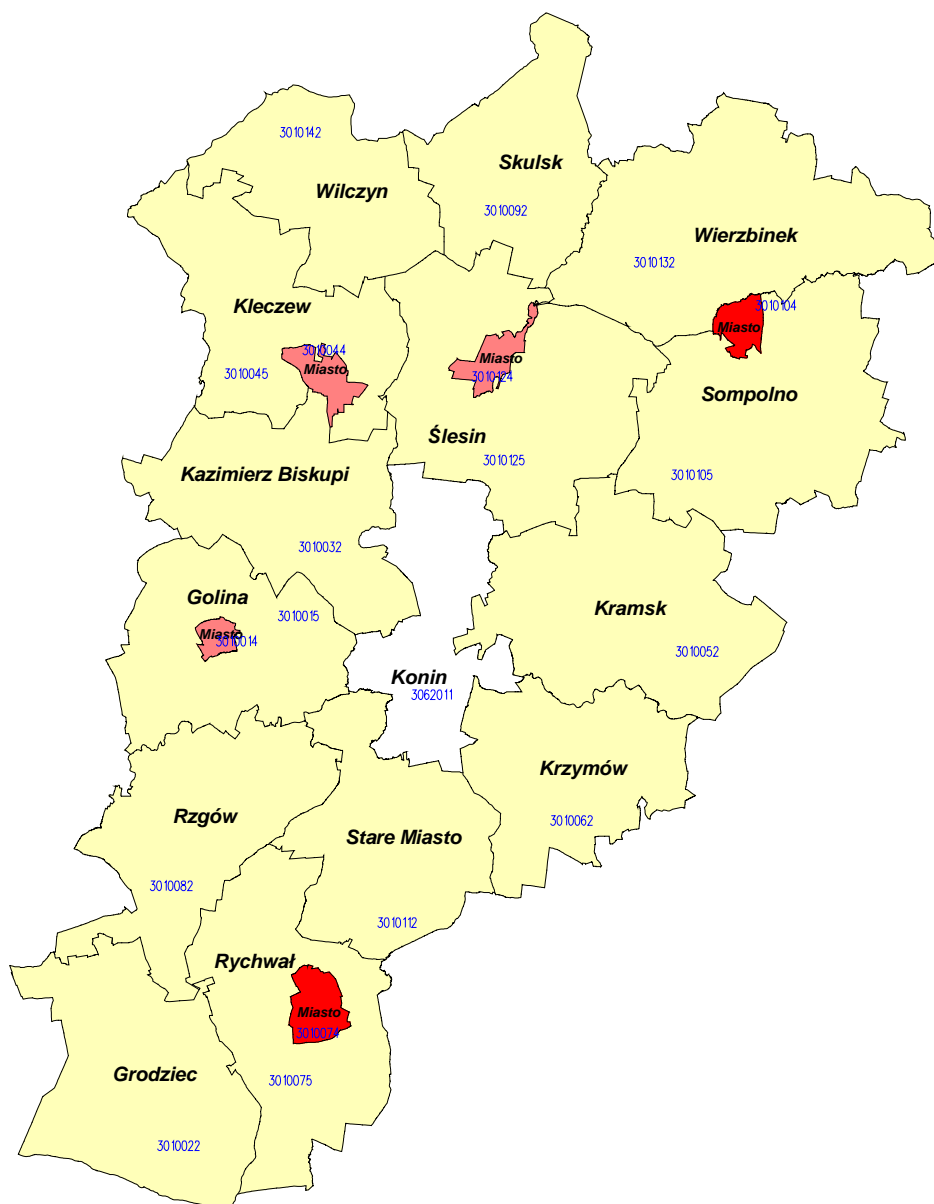 3010142
Skulsk
Wilczyn
3010092
Wierzbinek
3010132
Kleczew
3010104
Miasto
3010044
Miasto
3010045
Miasto
3010124
Sompolno
Ślesin
3010125
Kazimierz Biskupi
3010105
3010032
Golina
3010015
Kramsk
Miasto
3010014
3010052
Konin
3062011
Krzymów
Rzgów
3010062
Stare Miasto
3010082
3010112
Rychwał
Miasto
3010074
Grodziec
3010075
3010022